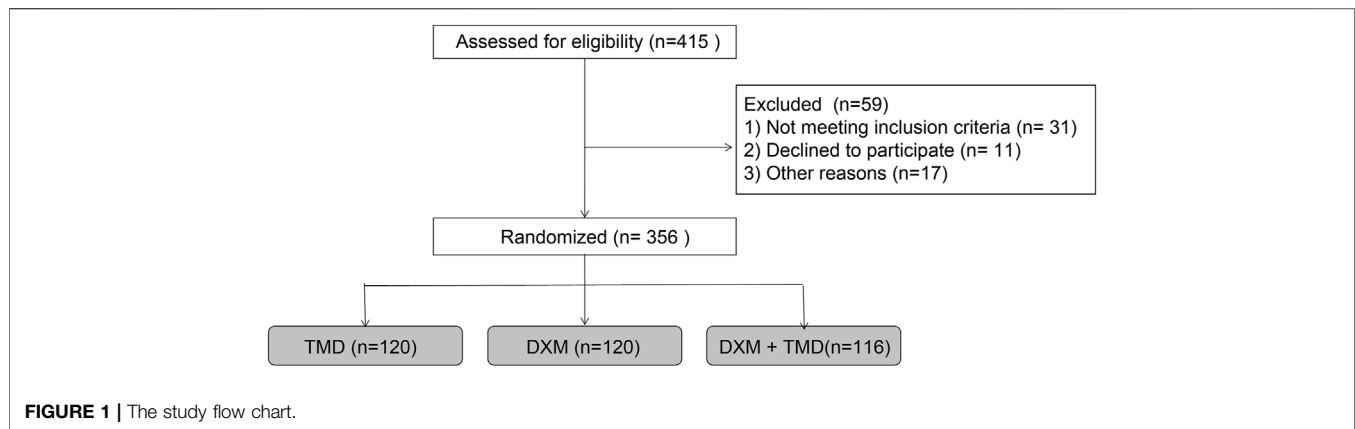 Assessed for eligibility (n=415 )
Excluded (n=59)
1) Not meeting inclusion criteria (n= 31)
2) Declined to participate (n= 11)
3) Other reasons (n=17)
Randomized (n= 356 )
TMD (n=120)
DXM (n=120)
DXM + TMD(n=116)
FIGURE 1 | The study flow chart.